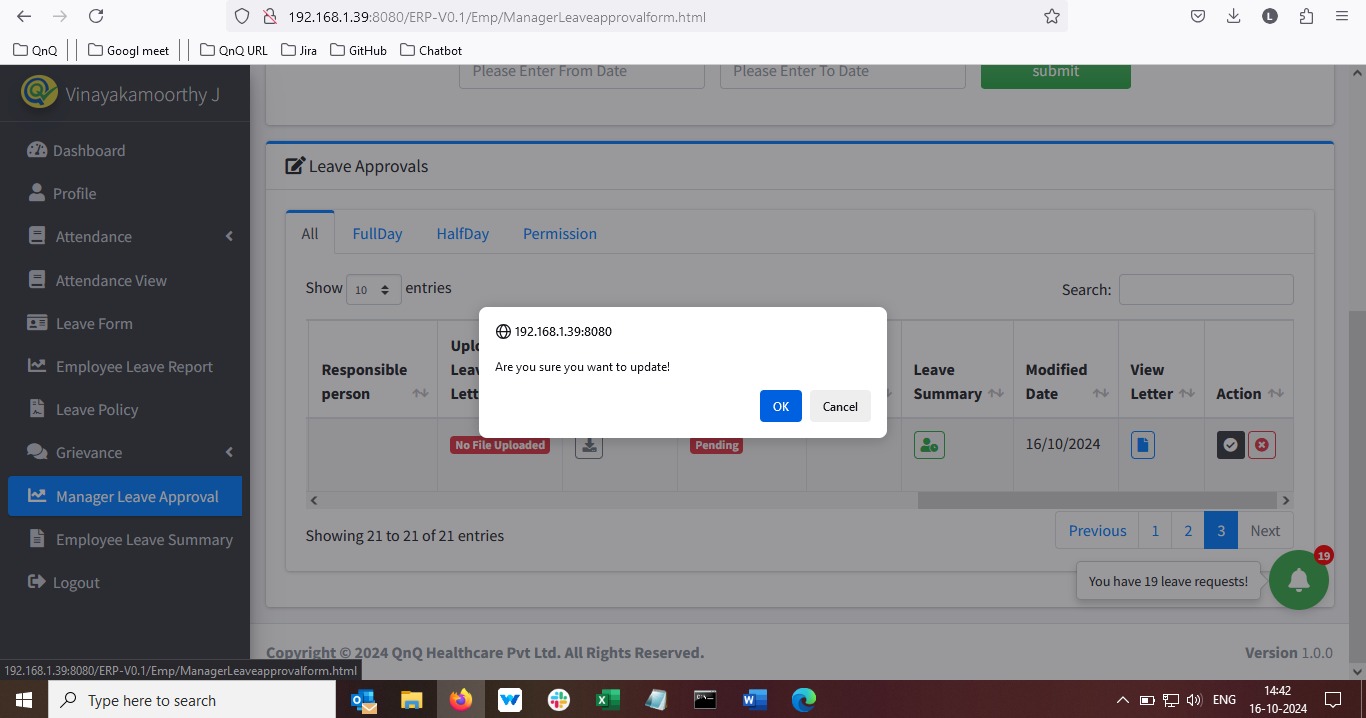 192.168.1.39:8080/ERP-V0.1/Emp/ManagerLeaveapprovalform.html
L
QnQ
Googl meet
QnQ URL
Jira
GitHub
Chatbot
Vinayakamoorthy J
Dashboard
Profile
Attendance
Attendance View
Leave Form
Employee Leave Report
Leave Policy
Grievance
Manager Leave Approval
Employee Leave Summary
Logout
Please Enter From Date
Please Enter To Date
submit
Leave Approvals
All
FullDay
HalfDay
Permission
Show 10 entries
Search:
192.168.1.39:8080
Are you sure you want to update!
OK
Cancel
Responsible
person
Leave
Summary
Modified
Date
View
Letter
Action
No File Uploaded
Pending
16/10/2024
Showing 21 to 21 of 21 entries
Previous
1
2
3
Next
19
You have 19 leave requests!
Copyright © 2024 QnQ Healthcare Pvt Ltd. All Rights Reserved.
Version 1.0.0
192.168.1.39:8080/ERP-V0.1/Emp/ManagerLeaveapprovalform.html
Type here to search
ENG
14:42
16-10-2024